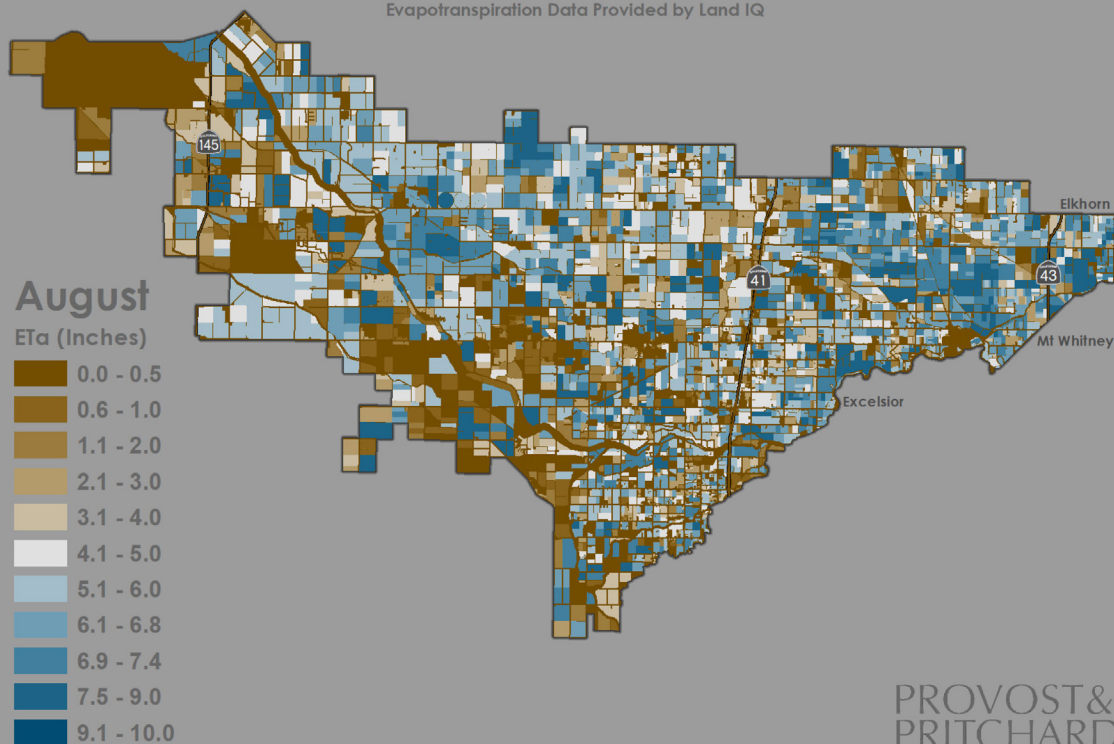 Evapotranspiration Data Provided by Land IQ
145
Elkhorn
41
43
August
ETa (Inches)
Mt Whitney
0.0 - 0.5
0.6 - 1.0
Excelsior
1.1 - 2.0
2.1 - 3.0
3.1 - 4.0
4.1 - 5.0
5.1 - 6.0
6.1 - 6.8
6.9 - 7.4
7.5 - 9.0
9.1 - 10.0
PROVOST&
PRITCHARD